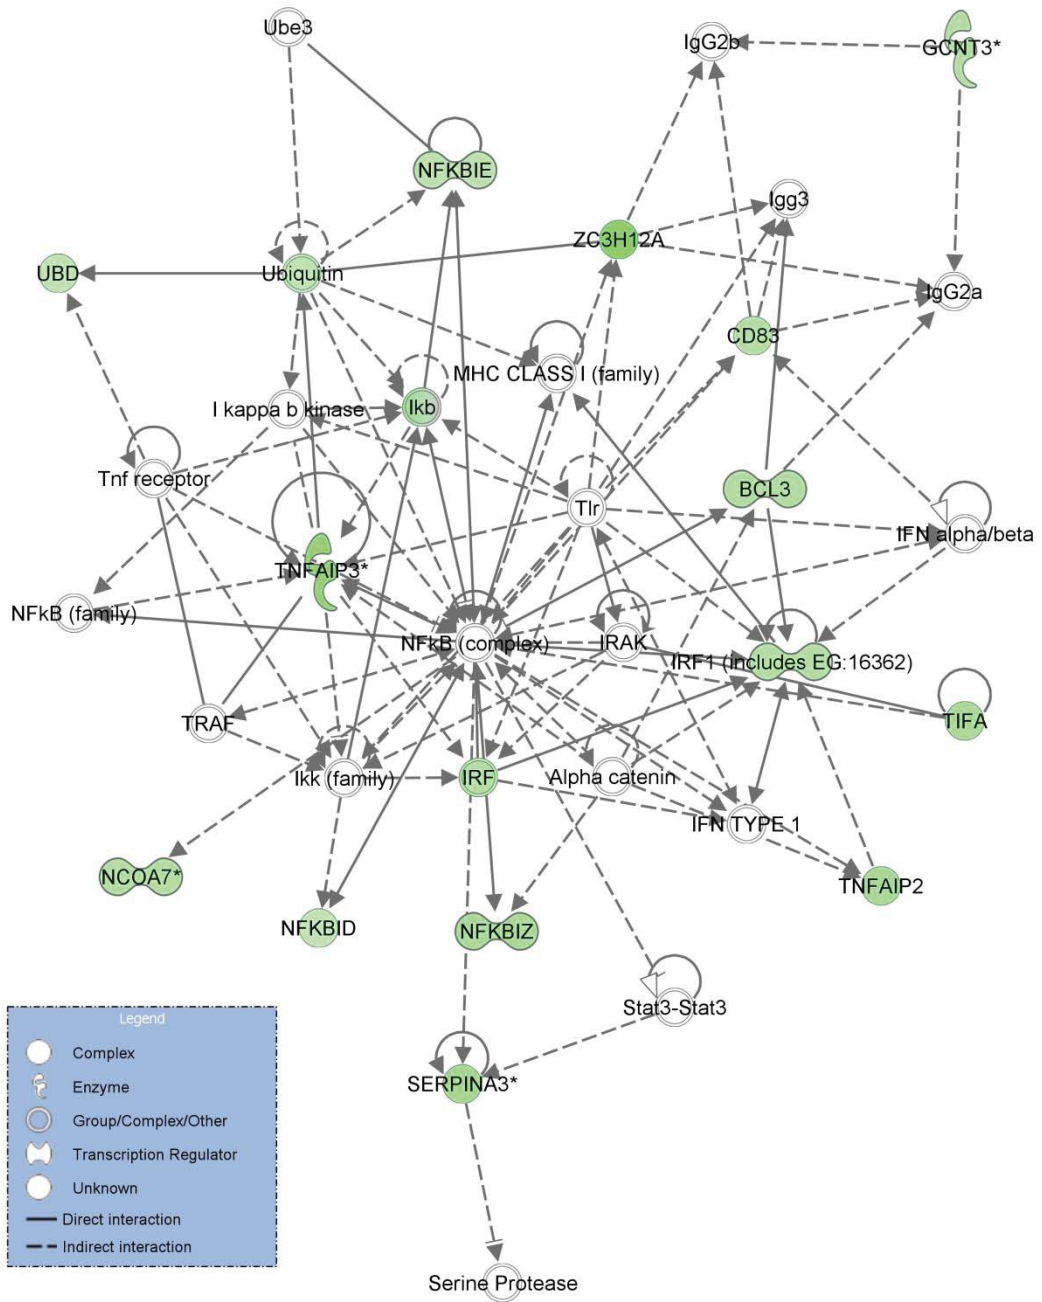 Ube3
IgG2b
GCNT3*
NFKBIE
Igg3
ZC3H12A
UBD
Ubiquitin
IgG2a
CD83
MHC CLASS I (family)
I kappa b kinase
Ikb
Tnf receptor
BCL3
Tlr
IFN alpha/beta
TNFAIP3*
NFkB (family)
NFkB (complex)
IRAK
IRF1 (includes EG:16362)
TRAF
TIFA
Ikk (family)
IRF
Alpha catenin
IFN TYPE 1
NCOA7*
TNFAIP2
NFKBID
NFKBIZ
Stat3-Stat3
SERPINA3*
Serine Protease
Legend
Complex
Enzyme
Group/Complex/Other
Transcription Regulator
Unknown
Direct interaction
Indirect interaction